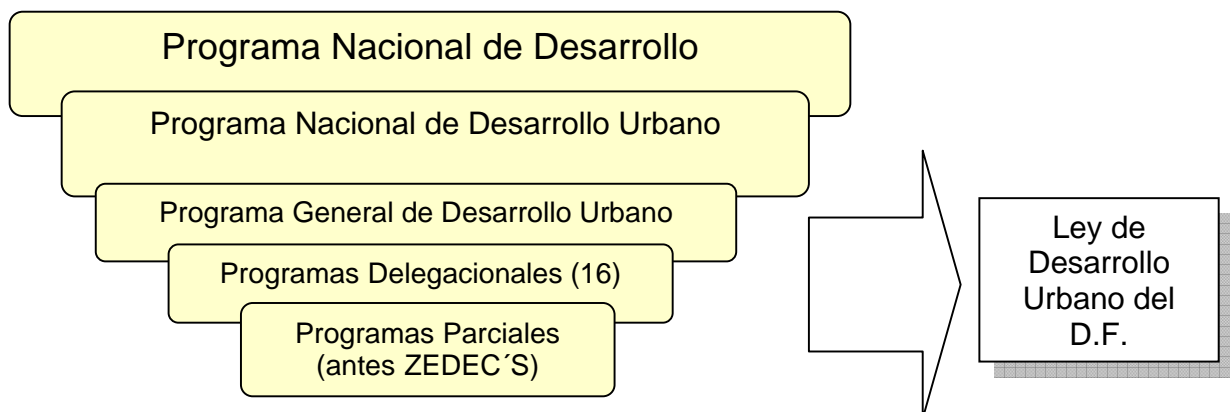 Programa Nacional de Desarrollo
Programa Nacional de Desarrollo Urbano
Programa General de Desarrollo Urbano
Programas Delegacionales (16)
Programas Parciales
(antes ZEDEC´S)
Ley de
Desarrollo
Urbano del
D.F.